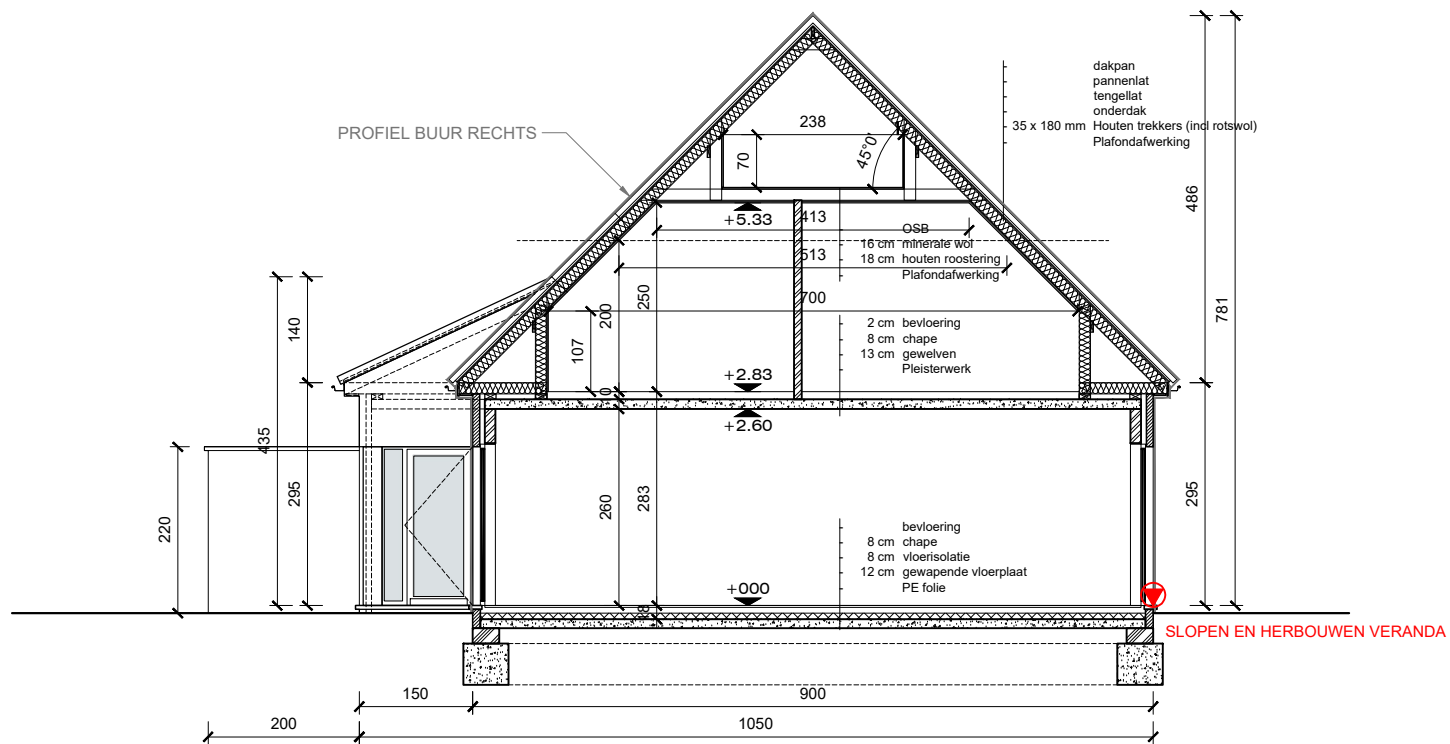 dakpan
pannenlat
tengellat
onderdak
35 x 180 mm Houten trekkers (incl rotswol)
Plafondafwerking
PROFIEL BUUR RECHTS
238
45°0'
70
486
+5.33
413
OSB
16 cm minerale wol
513
18 cm houten roostering
Plafondafwerking
781
700
250
200
140
107
2 cm bevloering
8 cm chape
13 cm gewelven
Pleisterwerk
+2.83
0
+2.60
435
295
220
260
283
295
bevloering
8 cm chape
8 cm vloerisolatie
12 cm gewapende vloerplaat
PE folie
+000
SLOPEN EN HERBOUWEN VERANDA
150
900
200
1050